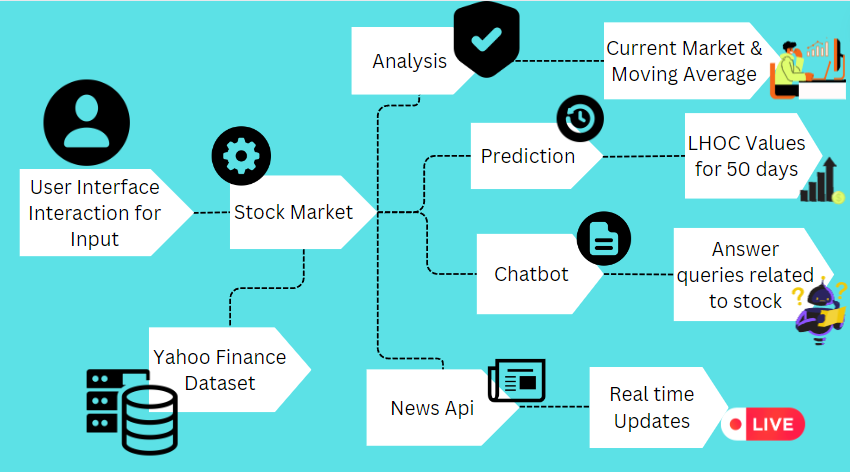 User Interface
Interaction for
Input
Stock Market
Yahoo Finance
Dataset
Analysis
Current Market &
Moving Average
Prediction
LHOC Values
for 50 days
Chatbot
Answer
queries related
to stock
News Api
Real time
Updates
LIVE